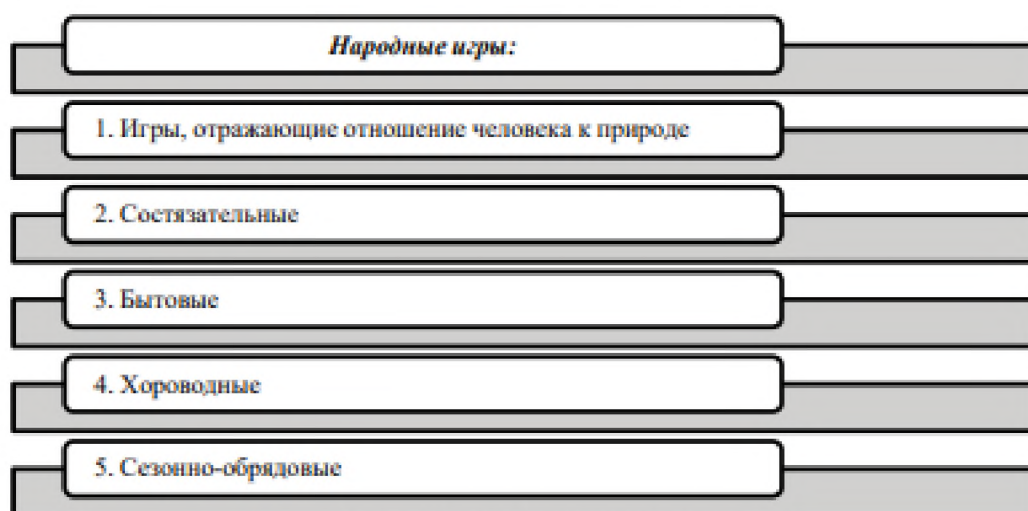 Народные игры:
1. Игры, отражающие отношение человека к природе
2. Состязательные
3. Бытовые
4. Хороводные
5. Сезонно-обрядовые